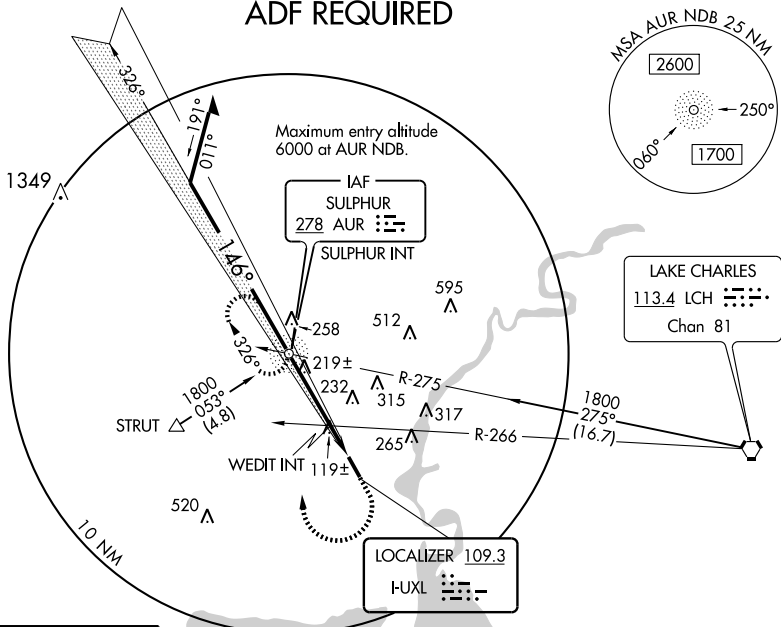 ADF REQUIRED
MSA AUR NDB 25 NM
2600
250°
060°
1700
326°
191°
011°
Maximum entry altitude
6000 at AUR NDB.
1349
IAF
SULPHUR
278 AUR
SULPHUR INT
146°
LAKE CHARLES
113.4 LCH
Chan 81
595
512
258
326°
219±
R-275
232
315
1800
275°
(16.7)
1800
053°
(4.8)
STRUT
317
265
R-266
WEDIT INT
119±
520
10 NM
LOCALIZER 109.3
I-UXL